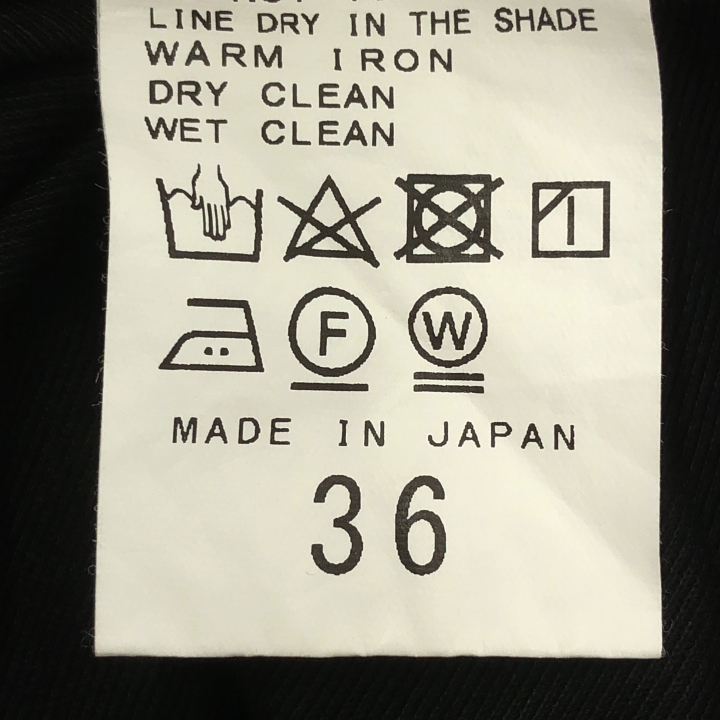 LINE DRY IN THE SHADE
WARM IRON
DRY CLEAN
WET CLEAN
F W
MADE IN JAPAN
36